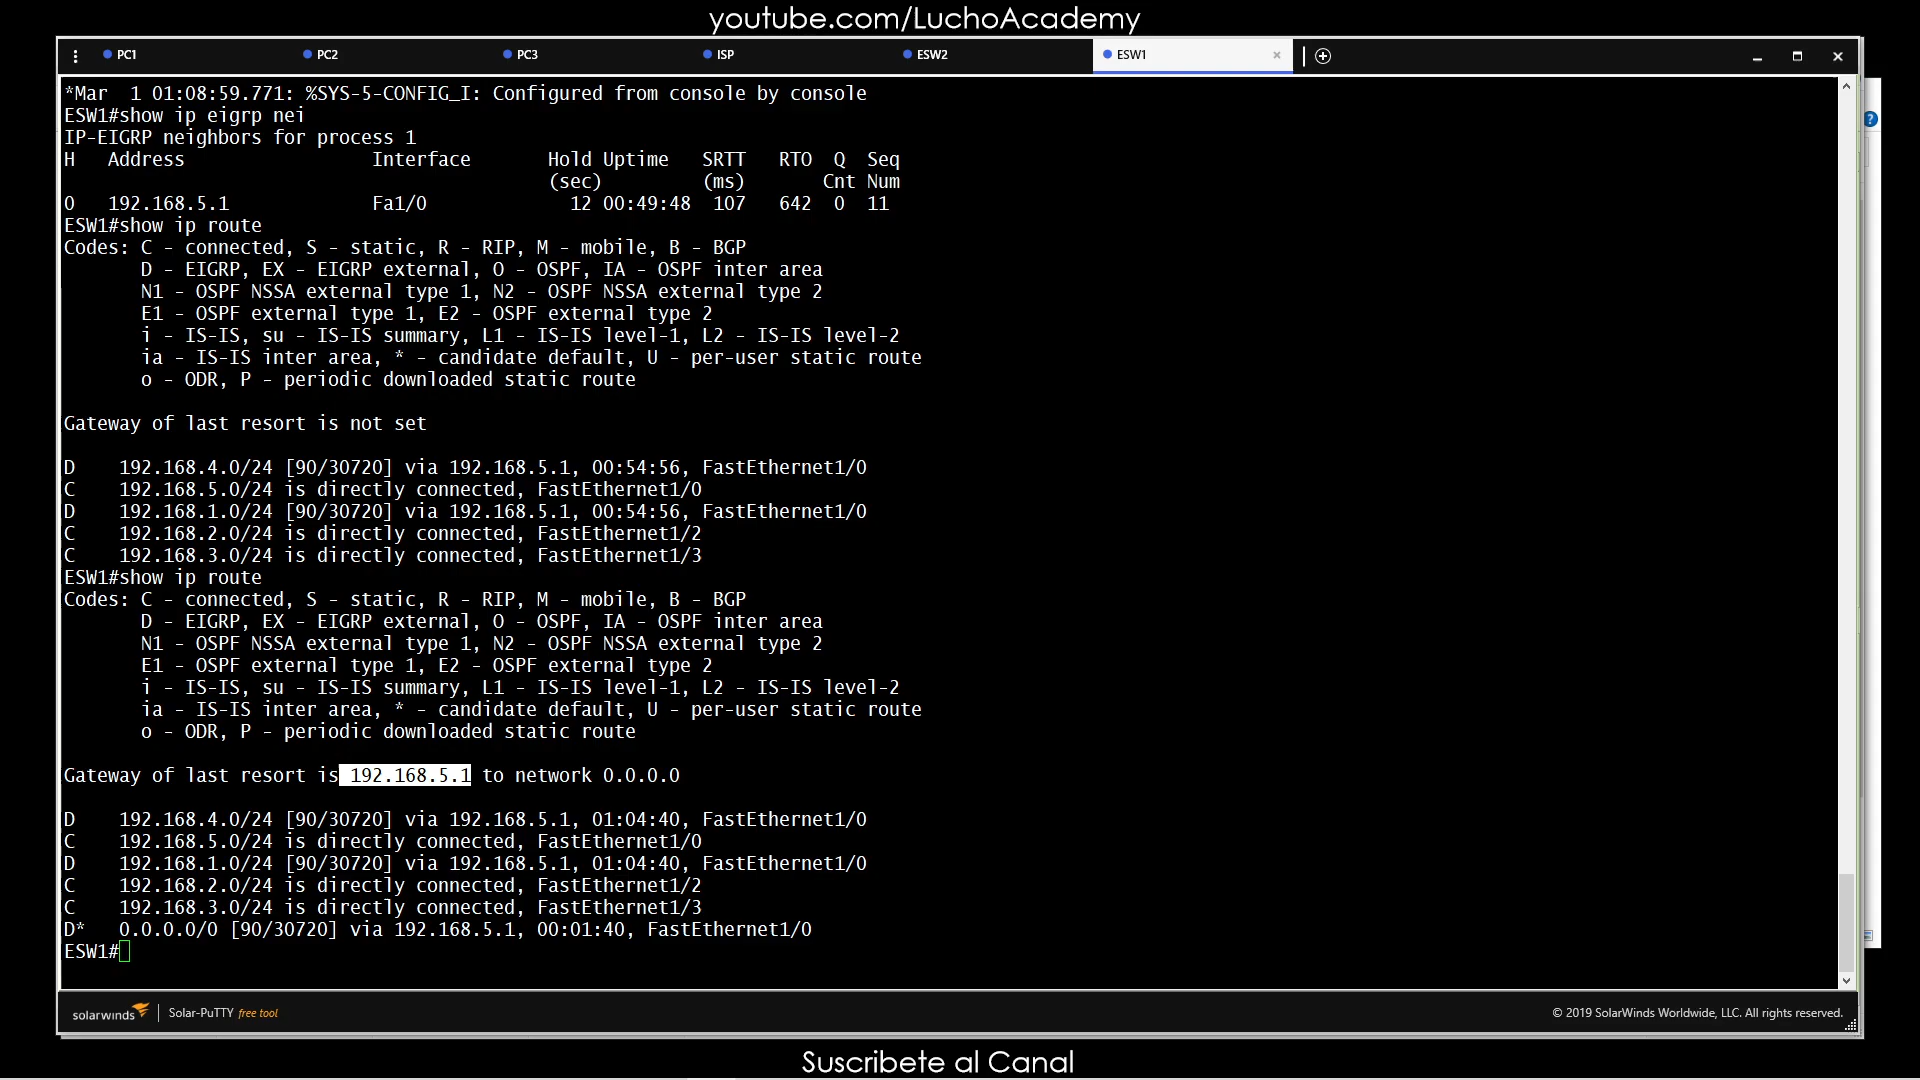 youtube.com/LuchoAcademy
PC1 PC2 PC3 ISP ESW2 ESW1
*Mar  1 01:08:59.771: %SYS-5-CONFIG_I: Configured from console by console
ESW1#show ip eigrp nei
IP-EIGRP neighbors for process 1
H   Address                 Interface       Hold Uptime   SRTT   RTO  Q  Seq
                                            (sec)         (ms)       Cnt Num
0   192.168.5.1             Fa1/0             12 00:49:48  107   642  0  11
ESW1#show ip route
Codes: C - connected, S - static, R - RIP, M - mobile, B - BGP
       D - EIGRP, EX - EIGRP external, O - OSPF, IA - OSPF inter area
       N1 - OSPF NSSA external type 1, N2 - OSPF NSSA external type 2
       E1 - OSPF external type 1, E2 - OSPF external type 2
       i - IS-IS, su - IS-IS summary, L1 - IS-IS level-1, L2 - IS-IS level-2
       ia - IS-IS inter area, * - candidate default, U - per-user static route
       o - ODR, P - periodic downloaded static route
Gateway of last resort is not set
D    192.168.4.0/24 [90/30720] via 192.168.5.1, 00:54:56, FastEthernet1/0
C    192.168.5.0/24 is directly connected, FastEthernet1/0
D    192.168.1.0/24 [90/30720] via 192.168.5.1, 00:54:56, FastEthernet1/0
C    192.168.2.0/24 is directly connected, FastEthernet1/2
C    192.168.3.0/24 is directly connected, FastEthernet1/3
ESW1#show ip route
Codes: C - connected, S - static, R - RIP, M - mobile, B - BGP
       D - EIGRP, EX - EIGRP external, O - OSPF, IA - OSPF inter area
       N1 - OSPF NSSA external type 1, N2 - OSPF NSSA external type 2
       E1 - OSPF external type 1, E2 - OSPF external type 2
       i - IS-IS, su - IS-IS summary, L1 - IS-IS level-1, L2 - IS-IS level-2
       ia - IS-IS inter area, * - candidate default, U - per-user static route
       o - ODR, P - periodic downloaded static route
Gateway of last resort is 192.168.5.1 to network 0.0.0.0
D    192.168.4.0/24 [90/30720] via 192.168.5.1, 01:04:40, FastEthernet1/0
C    192.168.5.0/24 is directly connected, FastEthernet1/0
D    192.168.1.0/24 [90/30720] via 192.168.5.1, 01:04:40, FastEthernet1/0
C    192.168.2.0/24 is directly connected, FastEthernet1/2
C    192.168.3.0/24 is directly connected, FastEthernet1/3
D*   0.0.0.0/0 [90/30720] via 192.168.5.1, 00:01:40, FastEthernet1/0
ESW1#
solarwinds Solar-PuTTY free tool © 2019 SolarWinds Worldwide, LLC. All rights reserved.
Suscribete al Canal